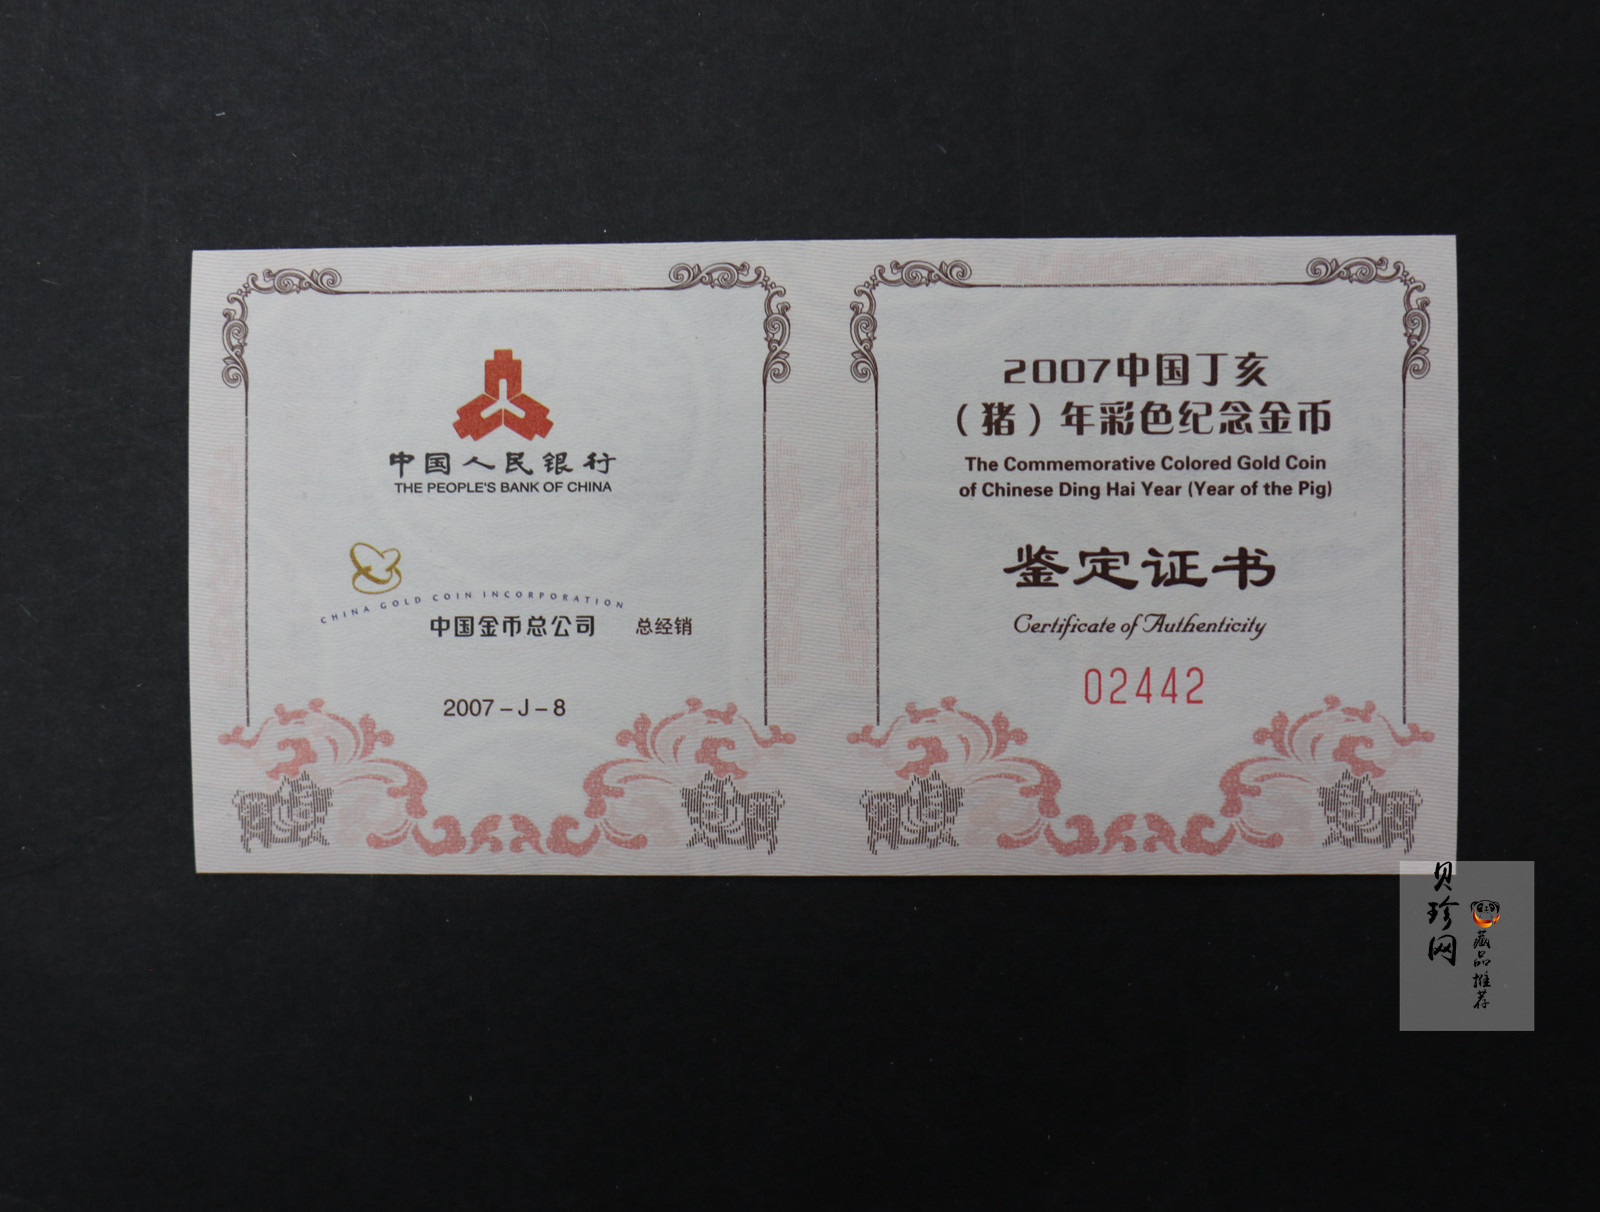 中国人民银行
THE PEOPLE'S BANK OF CHINA
CHINA GOLD COIN INCORPORATION
中国金币总公司 总经销
2007-J-8
2007中国丁亥
（猪）年彩色纪念金币
The Commemorative Colored Gold Coin
of Chinese Ding Hai Year (Year of the Pig)
鉴定证书
Certificate of Authenticity
02442
贝珍网
藏品推荐